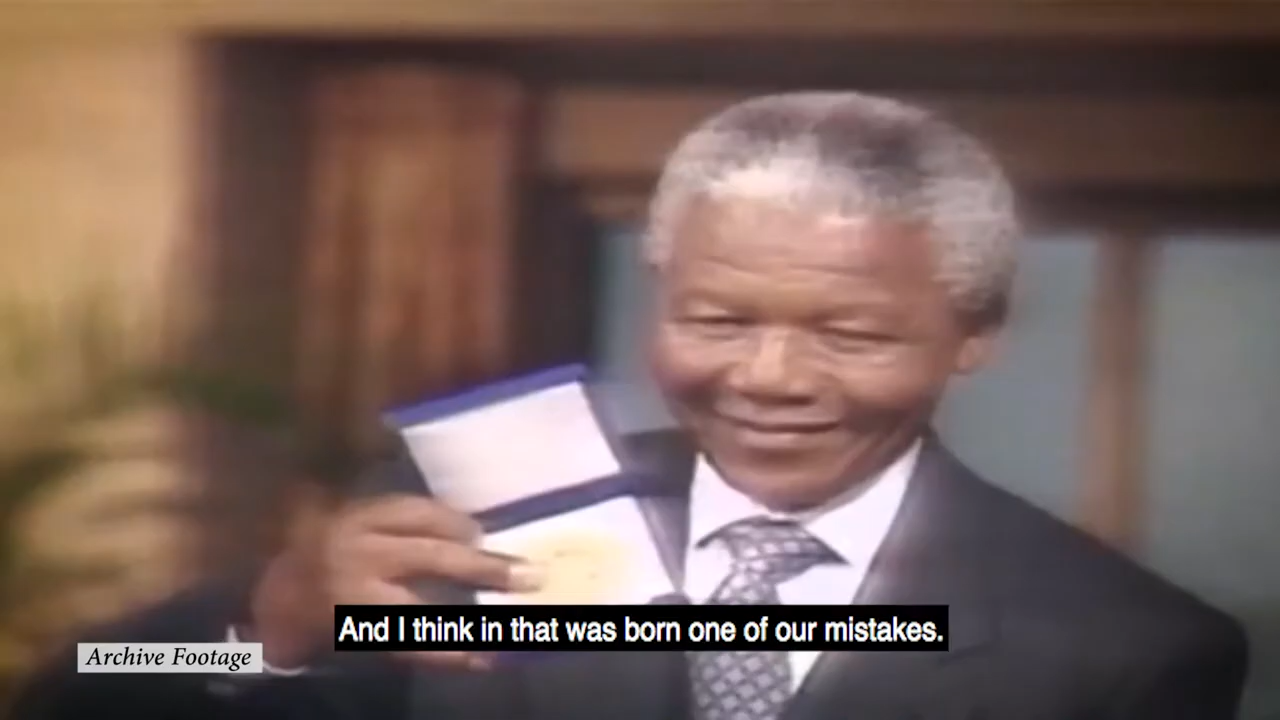 And I think in that was born one of our mistakes.
Archive Footage